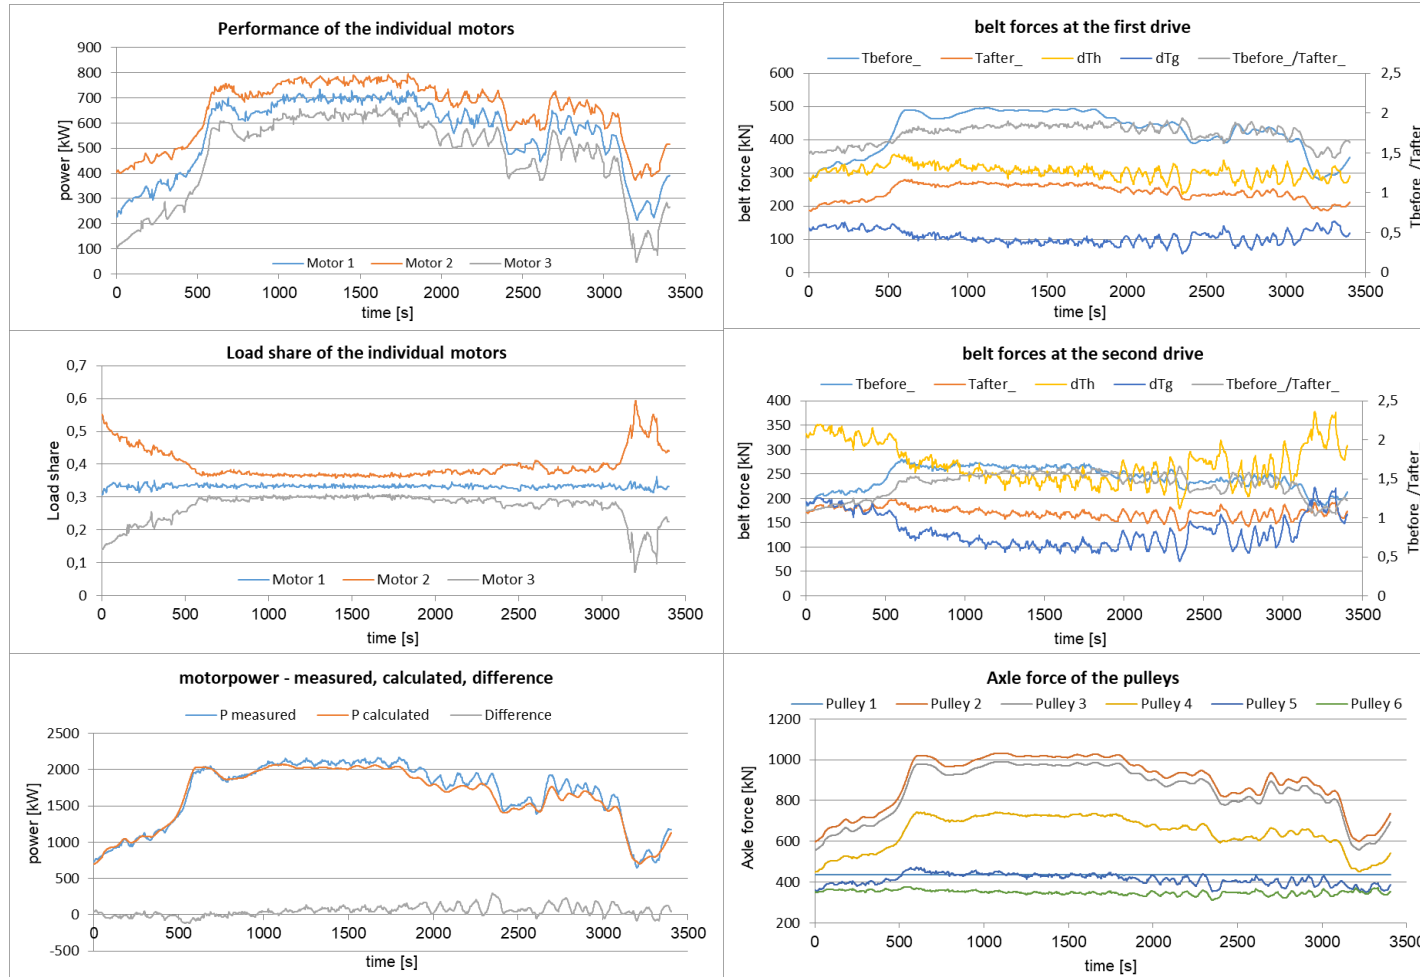 Performance of the individual motors
900
800
700
600
500
400
300
200
100
0
power [kW]
Motor 1 Motor 2 Motor 3
0 500 1000 1500 2000 2500 3000 3500
time [s]
belt forces at the first drive
Tbefore_ Tafter_ dTh dTg Tbefore_/Tafter_
600
500
400
300
200
100
0
belt force [kN]
2,5
2
1,5
1
0,5
0
Tbefore_/Tafter_
0 500 1000 1500 2000 2500 3000 3500
time [s]
Load share of the individual motors
0,7
0,6
0,5
0,4
0,3
0,2
0,1
0
Load share
Motor 1 Motor 2 Motor 3
0 500 1000 1500 2000 2500 3000 3500
time [s]
belt forces at the second drive
Tbefore_ Tafter_ dTh dTg Tbefore_/Tafter_
400
350
300
250
200
150
100
50
0
belt force [kN]
2,5
2
1,5
1
0,5
0
Tbefore_/Tafter_
0 500 1000 1500 2000 2500 3000 3500
time [s]
motorpower - measured, calculated, difference
P measured P calculated Difference
2500
2000
1500
1000
500
0
-500
power [kW]
0 500 1000 1500 2000 2500 3000 3500
time [s]
Axle force of the pulleys
Pulley 1 Pulley 2 Pulley 3 Pulley 4 Pulley 5 Pulley 6
1200
1000
800
600
400
200
Axle force [kN]
0 500 1000 1500 2000 2500 3000 3500
time [s]